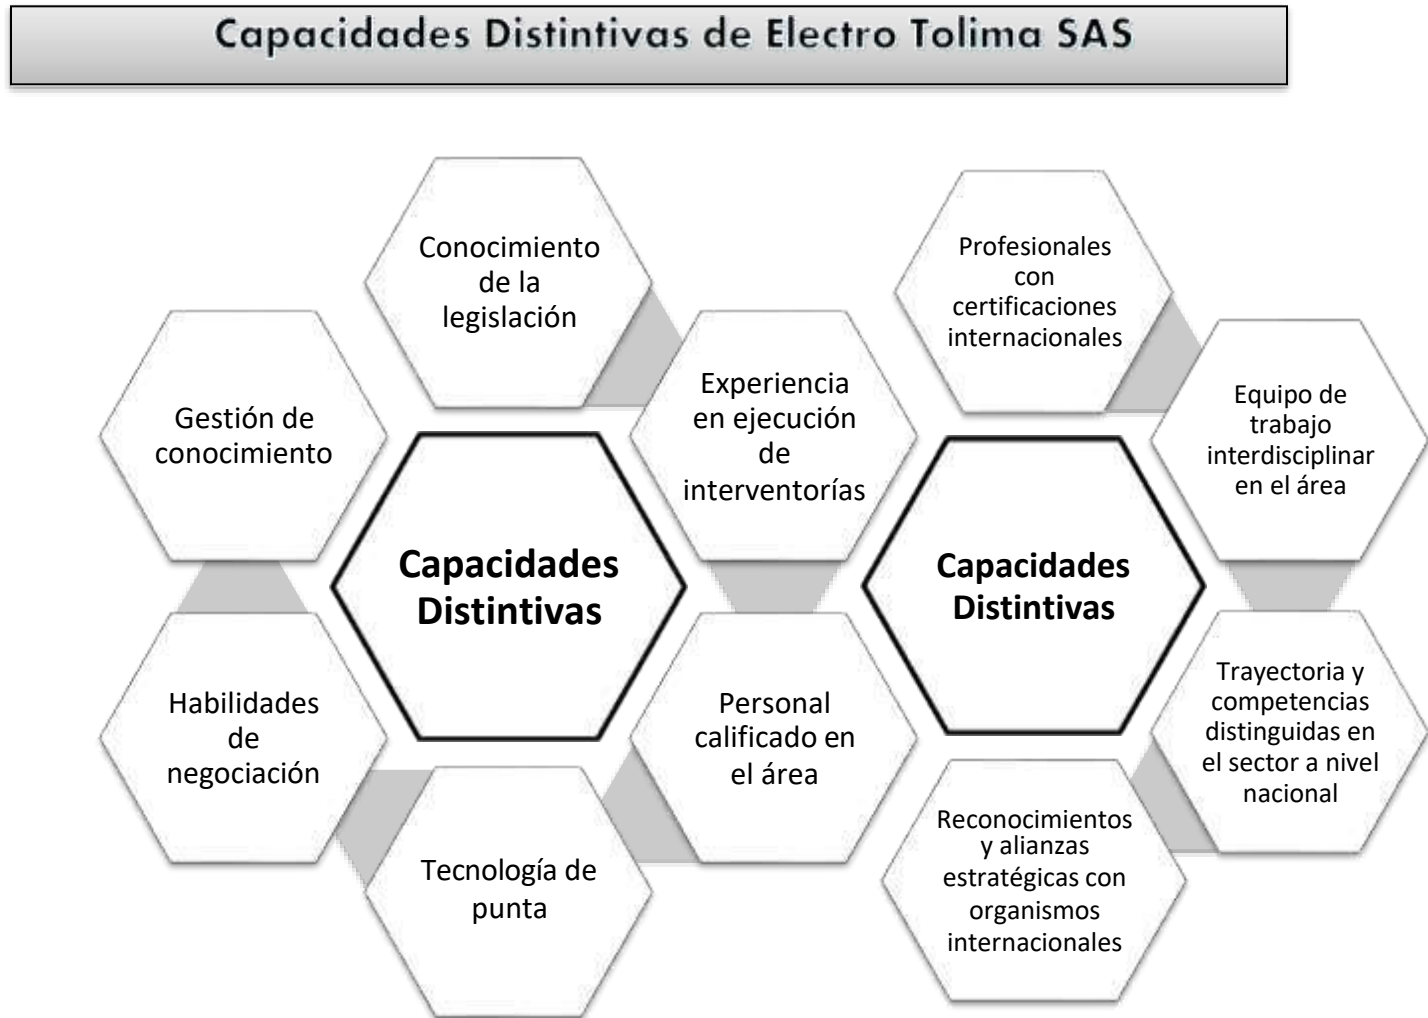 Capacidades Distintivas de Electro Tolima SAS
Conocimiento
de la
legislación
Experiencia
en ejecución
de
interventorías
Personal
calificado en
el área
Tecnología de
punta
Habilidades
de
negociación
Gestión de
conocimiento
Capacidades
Distintivas
Profesionales
con
certificaciones
internacionales
Equipo de
trabajo
interdisciplinar
en el área
Trayectoria y
competencias
distinguidas en
el sector a nivel
nacional
Reconocimientos
y alianzas
estratégicas con
organismos
internacionales
Capacidades
Distintivas